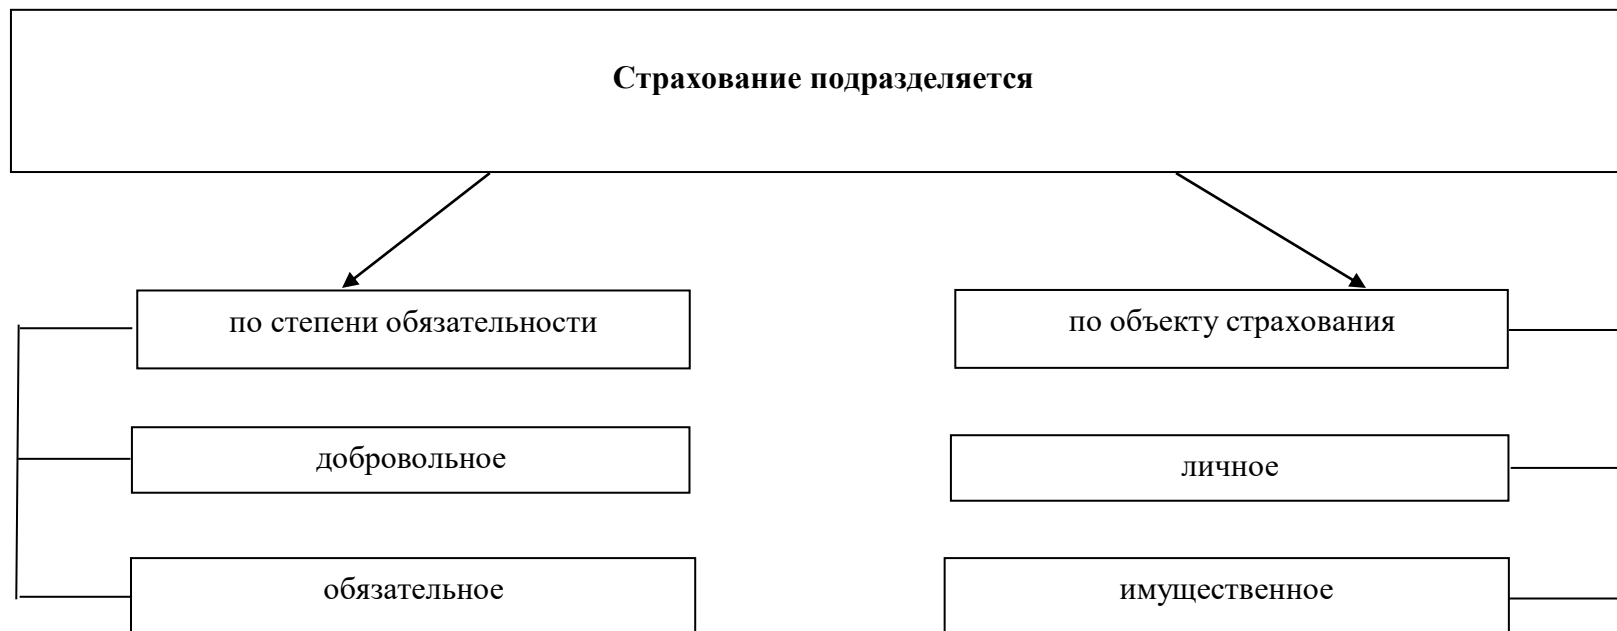 Страхование подразделяется
по степени обязательности
по объекту страхования
добровольное
личное
обязательное
имущественное